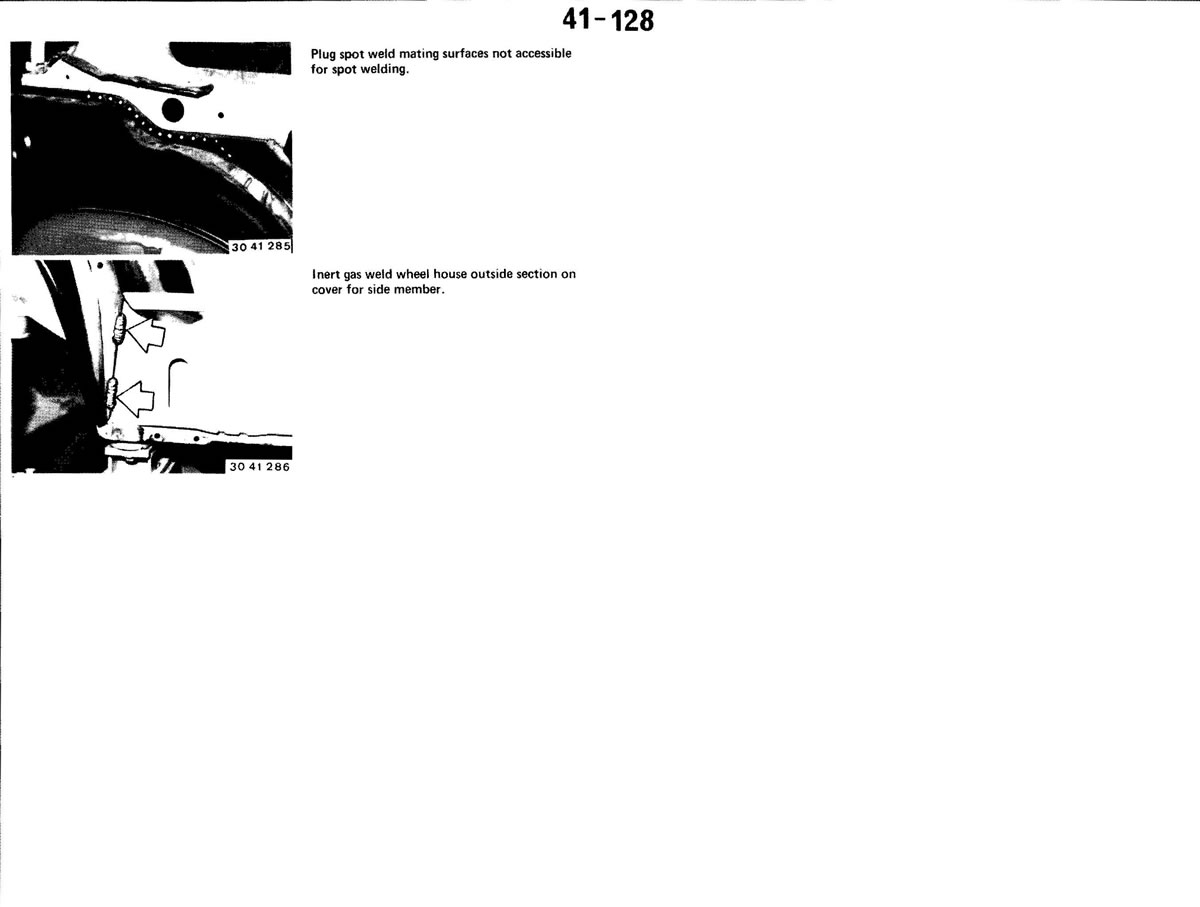 41-128
Plug spot weld mating surfaces not accessible
for spot welding.
30 41 285
Inert gas weld wheel house outside section on
cover for side member.
30 41 286